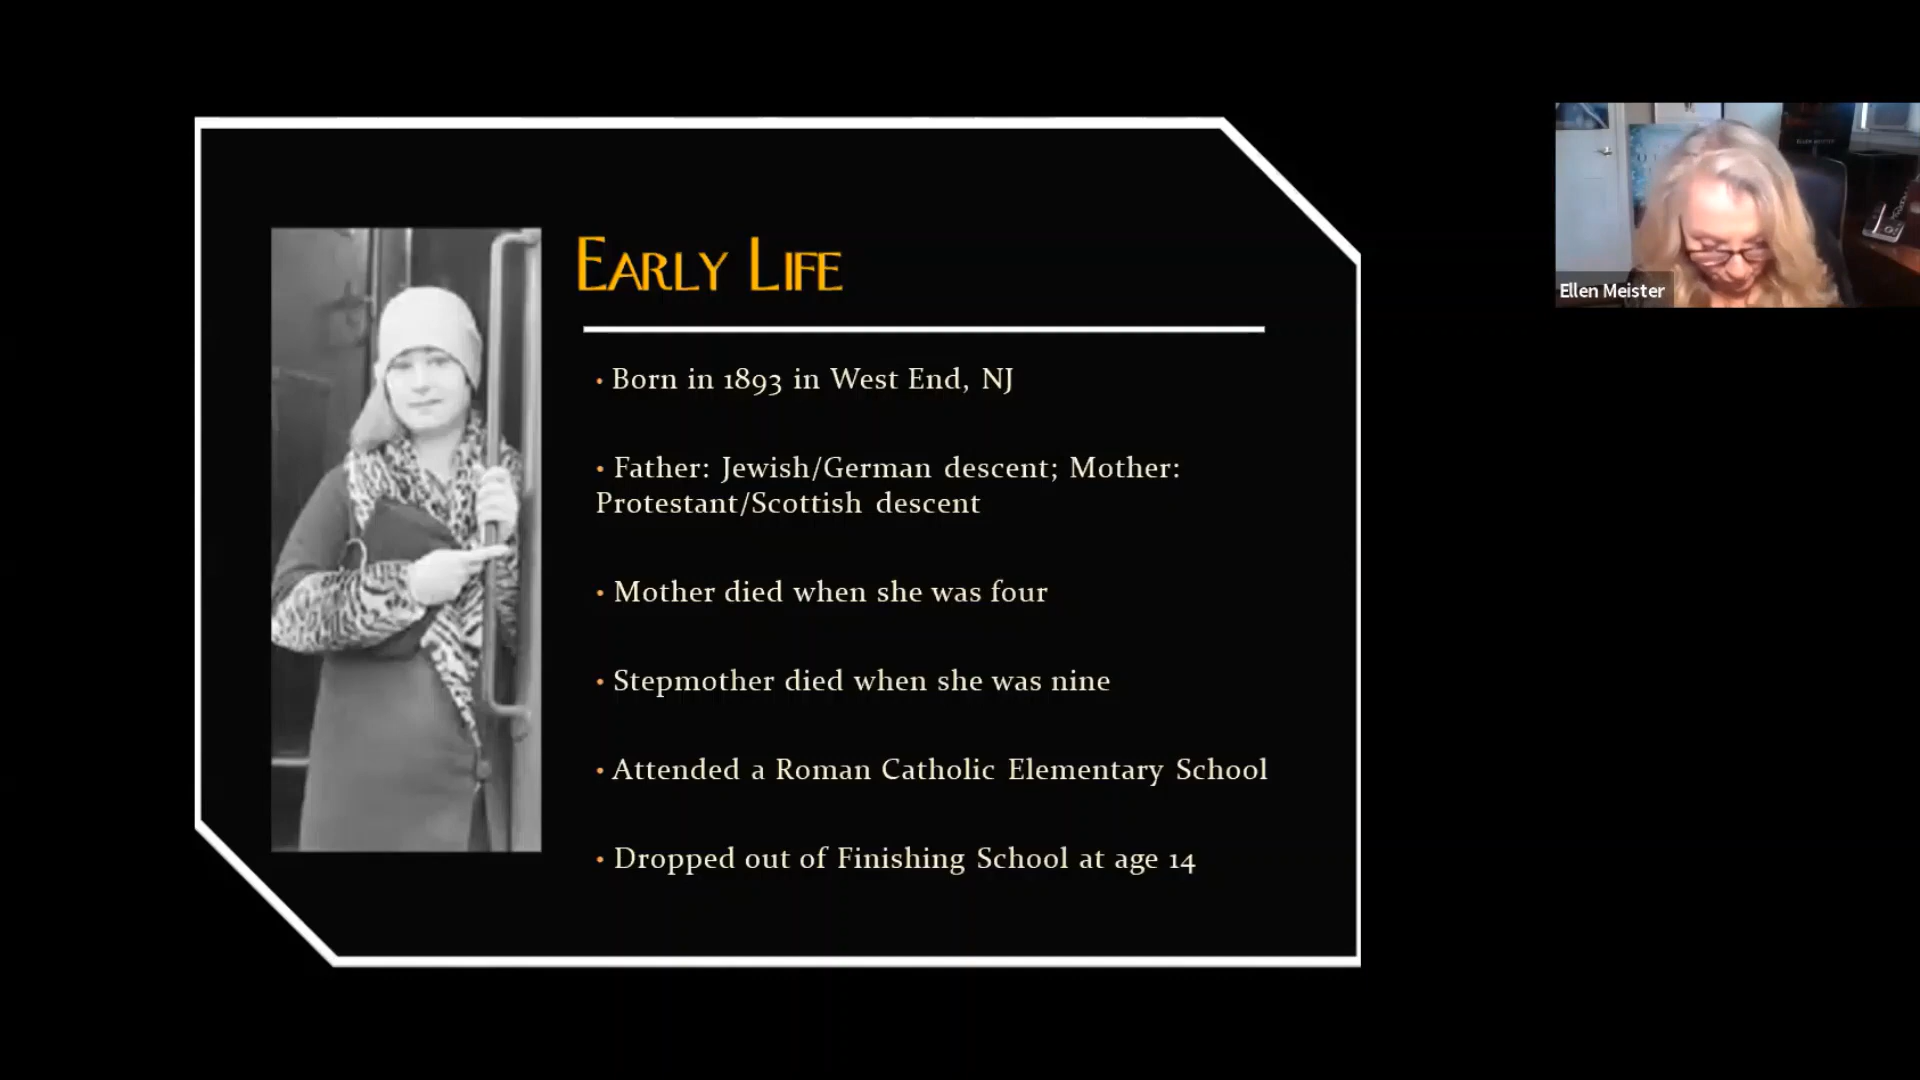 Early Life
• Born in 1893 in West End, NJ
• Father: Jewish/German descent; Mother:
Protestant/Scottish descent
• Mother died when she was four
• Stepmother died when she was nine
• Attended a Roman Catholic Elementary School
• Dropped out of Finishing School at age 14
Ellen Meister